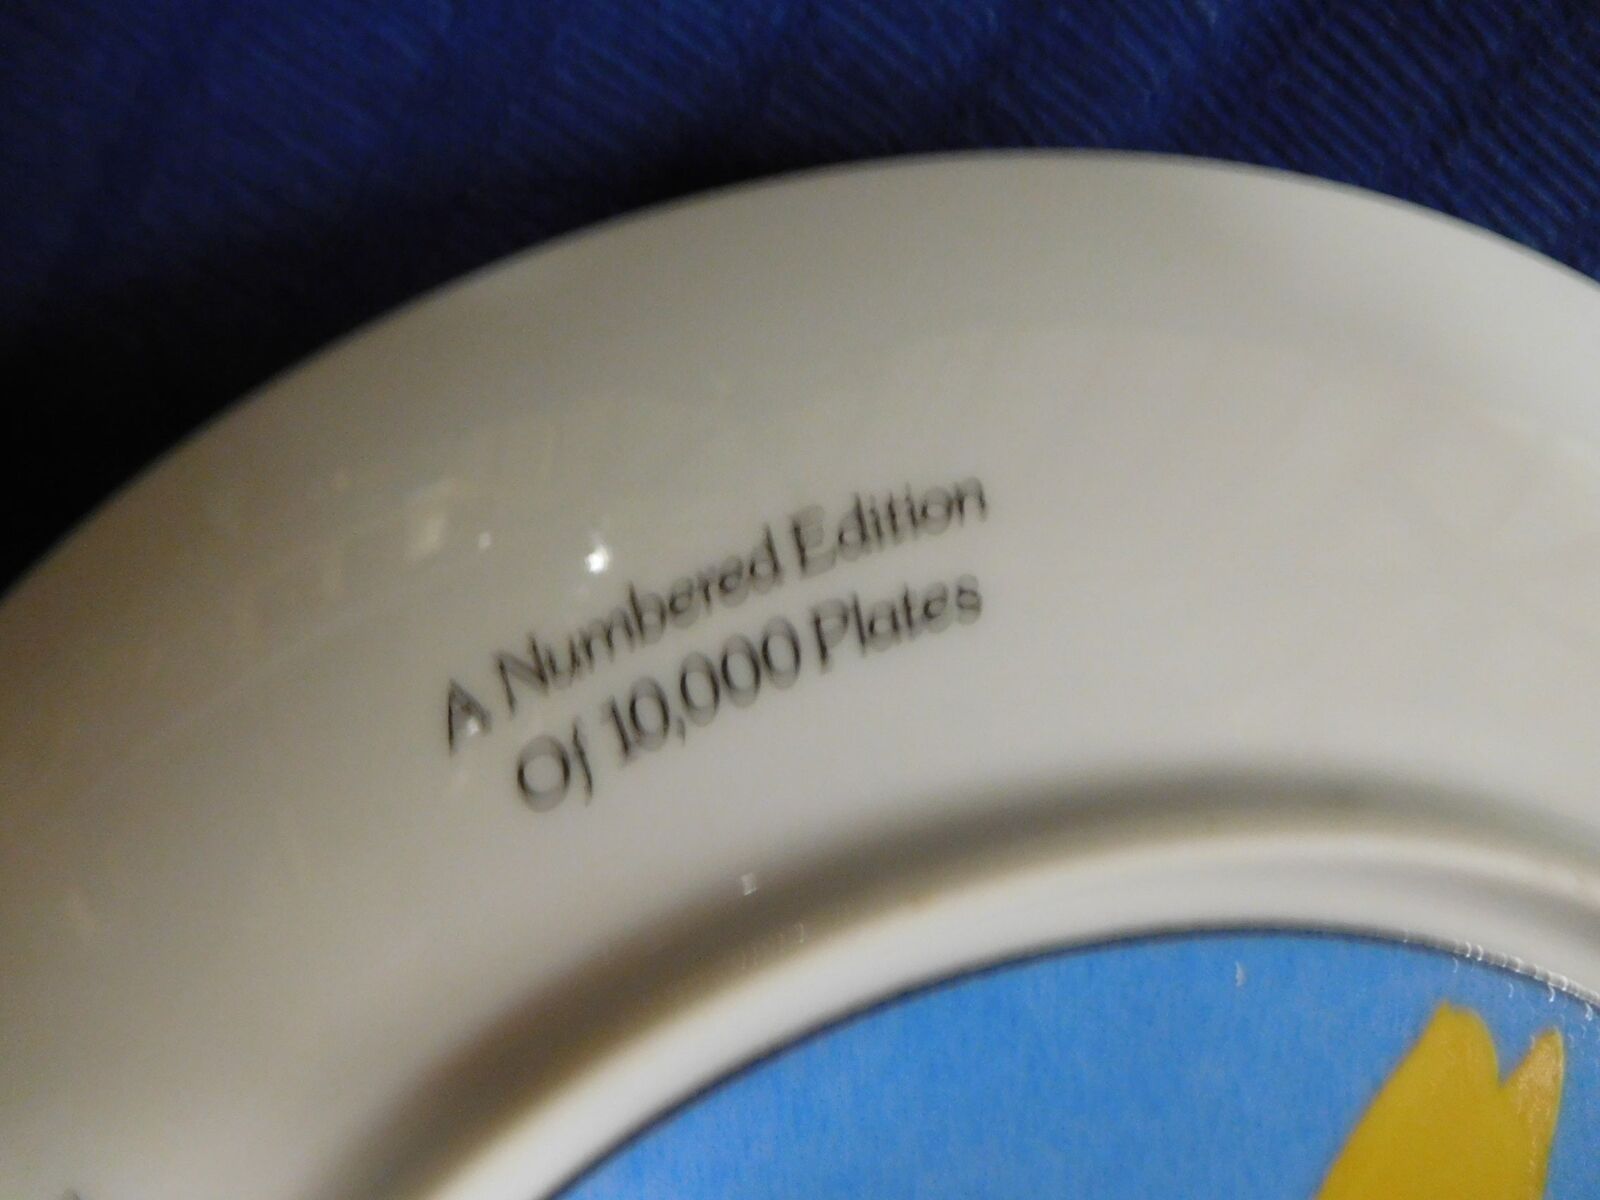 A Numbered Edition
Of 10,000 Plates